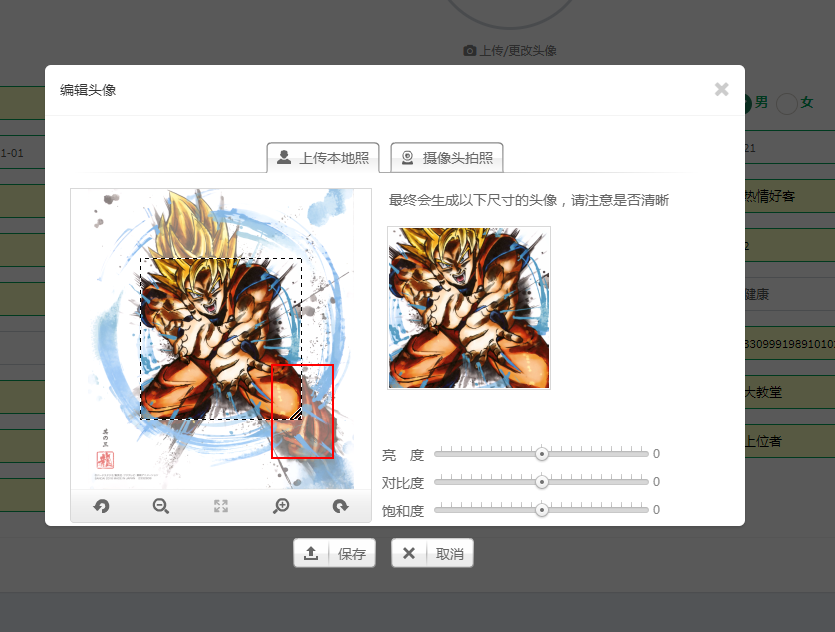 上传/更改头像
编辑头像
男 女
1-01
21
上传本地照 摄像头拍照
最终会生成以下尺寸的头像，请注意是否清晰
热情好客
2
健康
大教堂
上位者
其の三
亮 度 0
对比度 0
饱和度 0
保存 取消